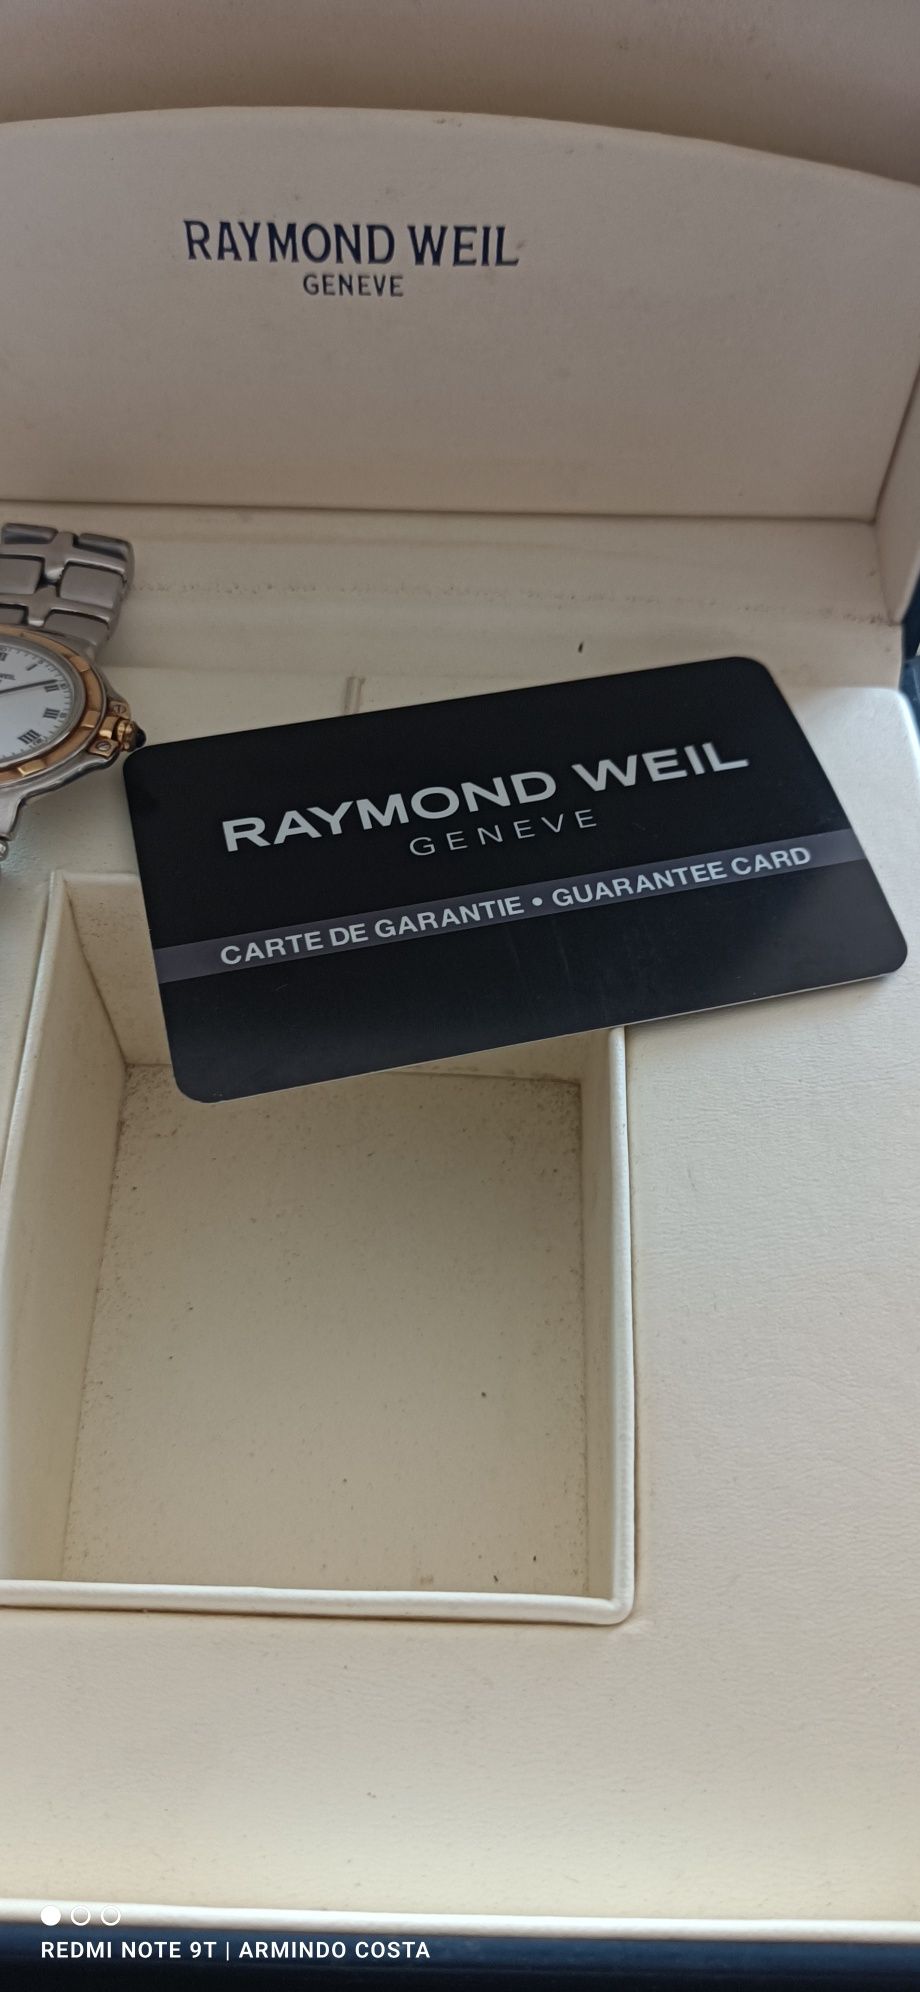 RAYMOND WEIL
GENEVE
RAYMOND WEIL
GENEVE
CARTE DE GARANTIE • GUARANTEE CARD
REDMI NOTE 9T | ARMINDO COSTA